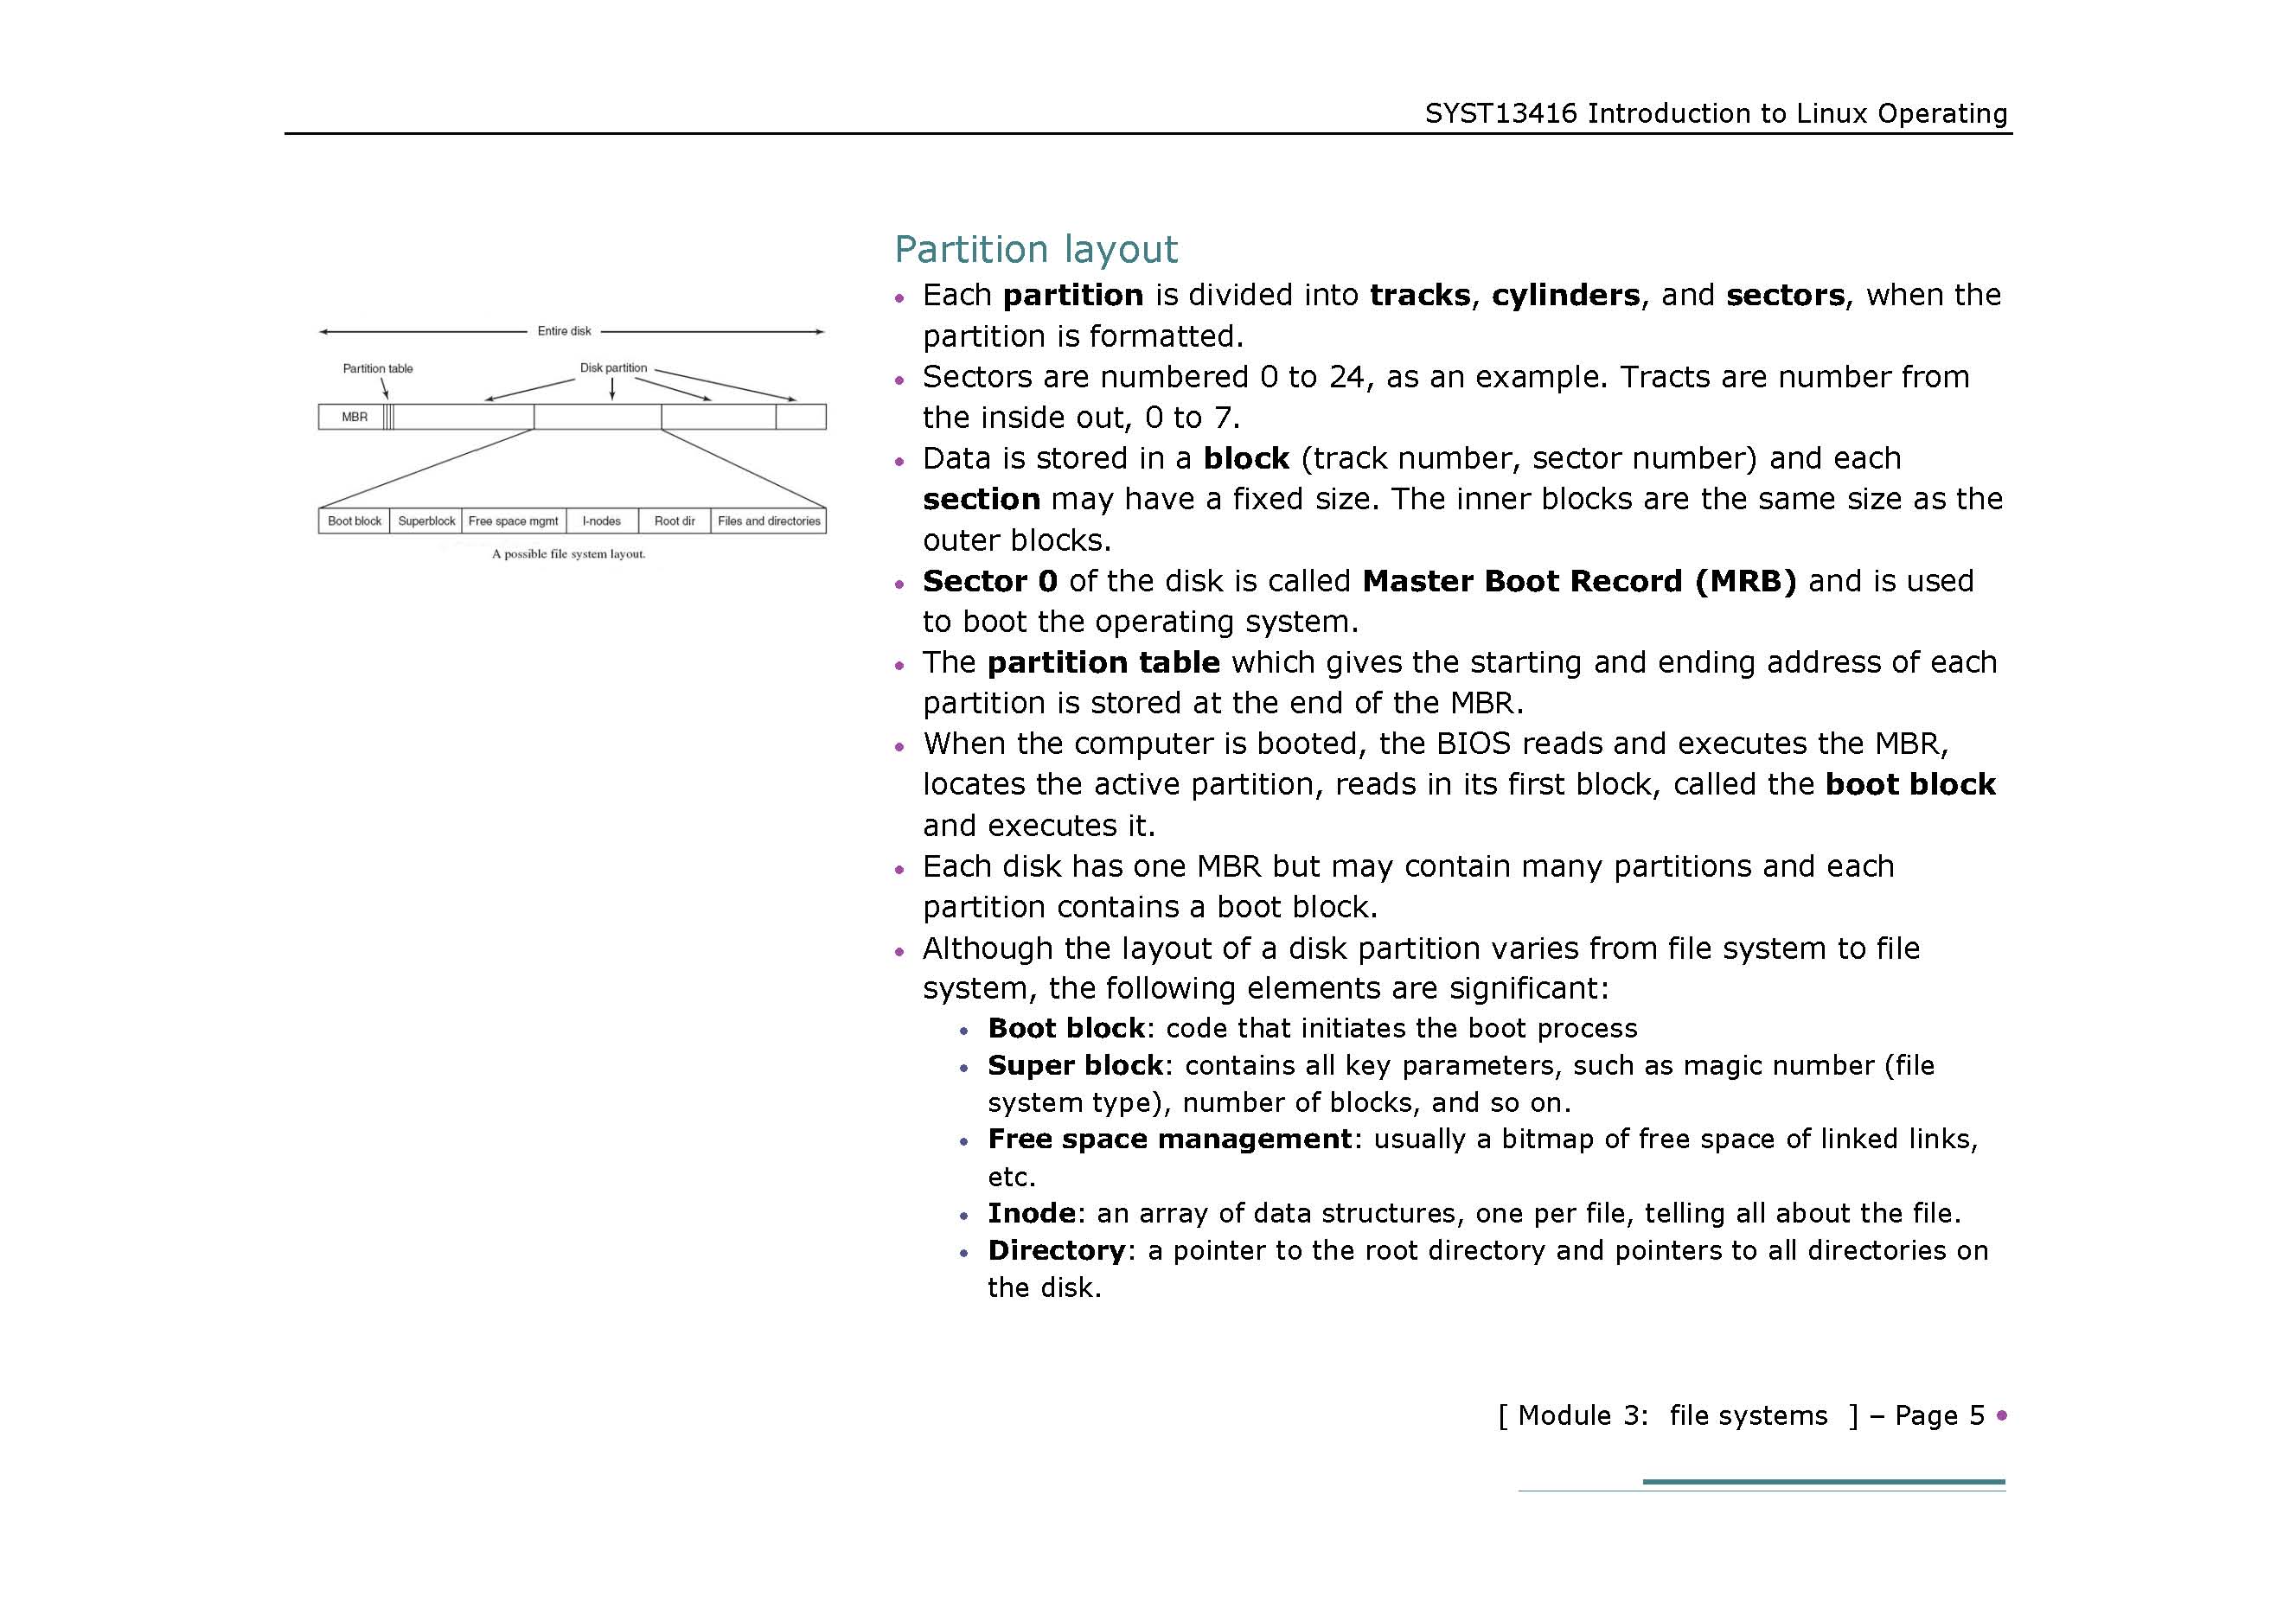 SYST13416 Introduction to Linux Operating
Entire disk
Partition table
Disk partition
MBR
Boot block
Superblock
Free space mgmt
I-nodes
Root dir
Files and directories
A possible file system layout.
Partition layout
• Each partition is divided into tracks, cylinders, and sectors, when the
partition is formatted.
• Sectors are numbered 0 to 24, as an example. Tracts are number from
the inside out, 0 to 7.
• Data is stored in a block (track number, sector number) and each
section may have a fixed size. The inner blocks are the same size as the
outer blocks.
• Sector 0 of the disk is called Master Boot Record (MRB) and is used
to boot the operating system.
• The partition table which gives the starting and ending address of each
partition is stored at the end of the MBR.
• When the computer is booted, the BIOS reads and executes the MBR,
locates the active partition, reads in its first block, called the boot block
and executes it.
• Each disk has one MBR but may contain many partitions and each
partition contains a boot block.
• Although the layout of a disk partition varies from file system to file
system, the following elements are significant:
• Boot block: code that initiates the boot process
• Super block: contains all key parameters, such as magic number (file
system type), number of blocks, and so on.
• Free space management: usually a bitmap of free space of linked links,
etc.
• Inode: an array of data structures, one per file, telling all about the file.
• Directory: a pointer to the root directory and pointers to all directories on
the disk.
[ Module 3: file systems ] – Page 5 •